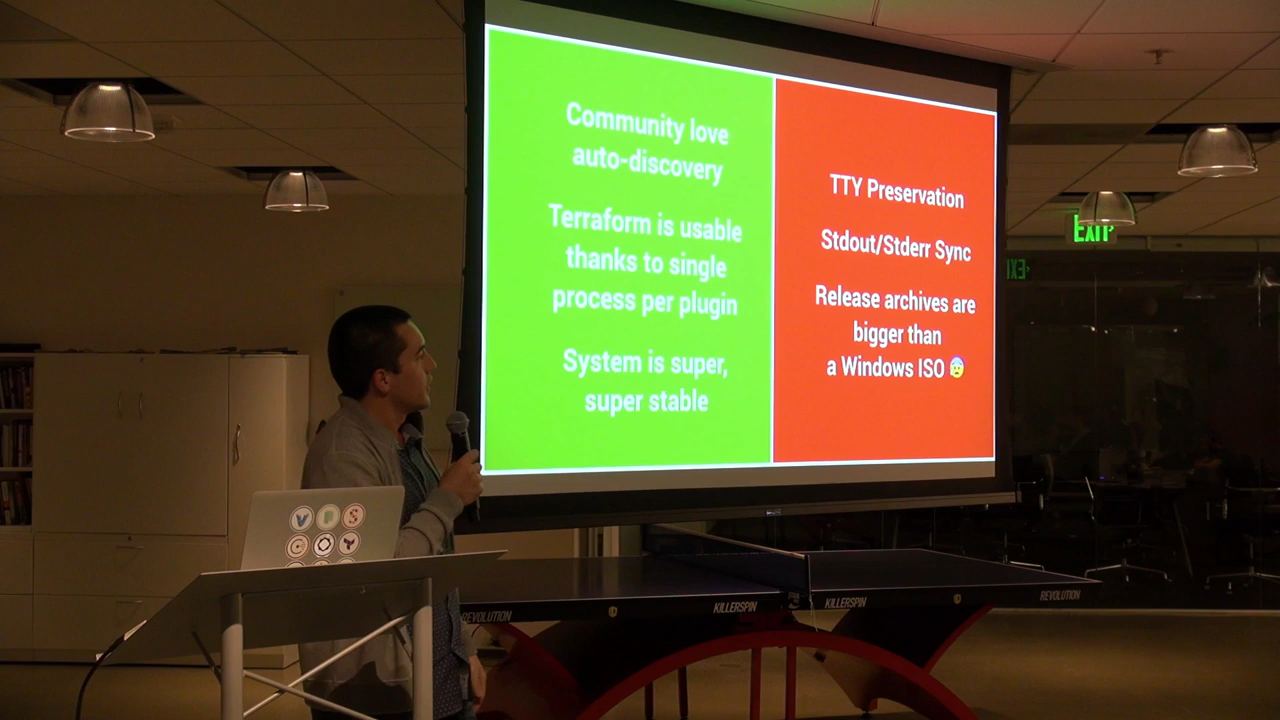 Community love
auto-discovery
Terraform is usable
thanks to single
process per plugin
System is super,
super stable
TTY Preservation
Stdout/Stderr Sync
Release archives are
bigger than
a Windows ISO 😰
EXIT
EXI
REVOLUTION
KILLERSPIN
KILLERSPIN
REVOLUTION